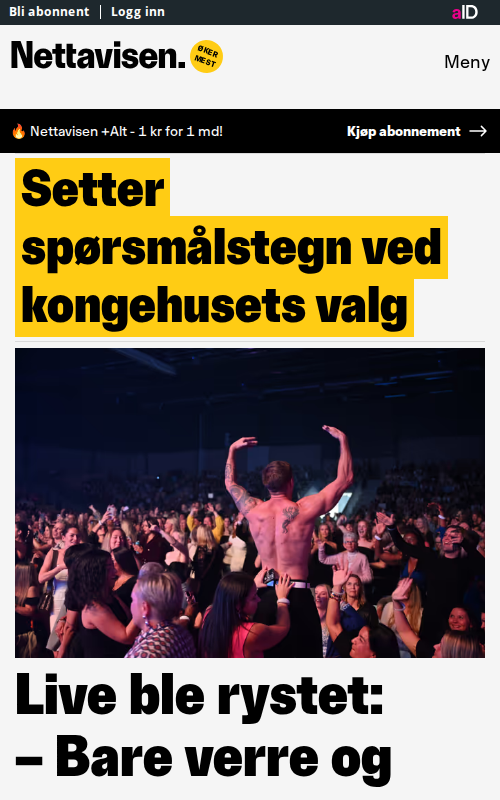 Bli abonnent | Logg inn
aID
Nettavisen.
ØKER
MEST
Meny
Nettavisen +Alt - 1 kr for 1 md!
Kjøp abonnement
Setter
spørsmålstegn ved
kongehusets valg
Live ble rystet:
– Bare verre og